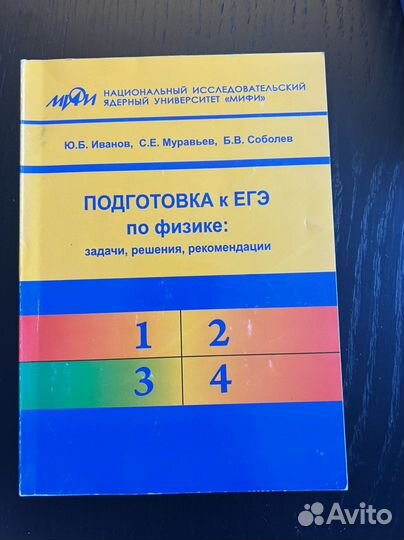 МИФИ
НАЦИОНАЛЬНЫЙ ИССЛЕДОВАТЕЛЬСКИЙ
ЯДЕРНЫЙ УНИВЕРСИТЕТ «МИФИ»
Ю.Б. Иванов, С.Е. Муравьев, Б.В. Соболев
ПОДГОТОВКА к ЕГЭ
по физике:
задачи, решения, рекомендации
1 2
3 4
Avito